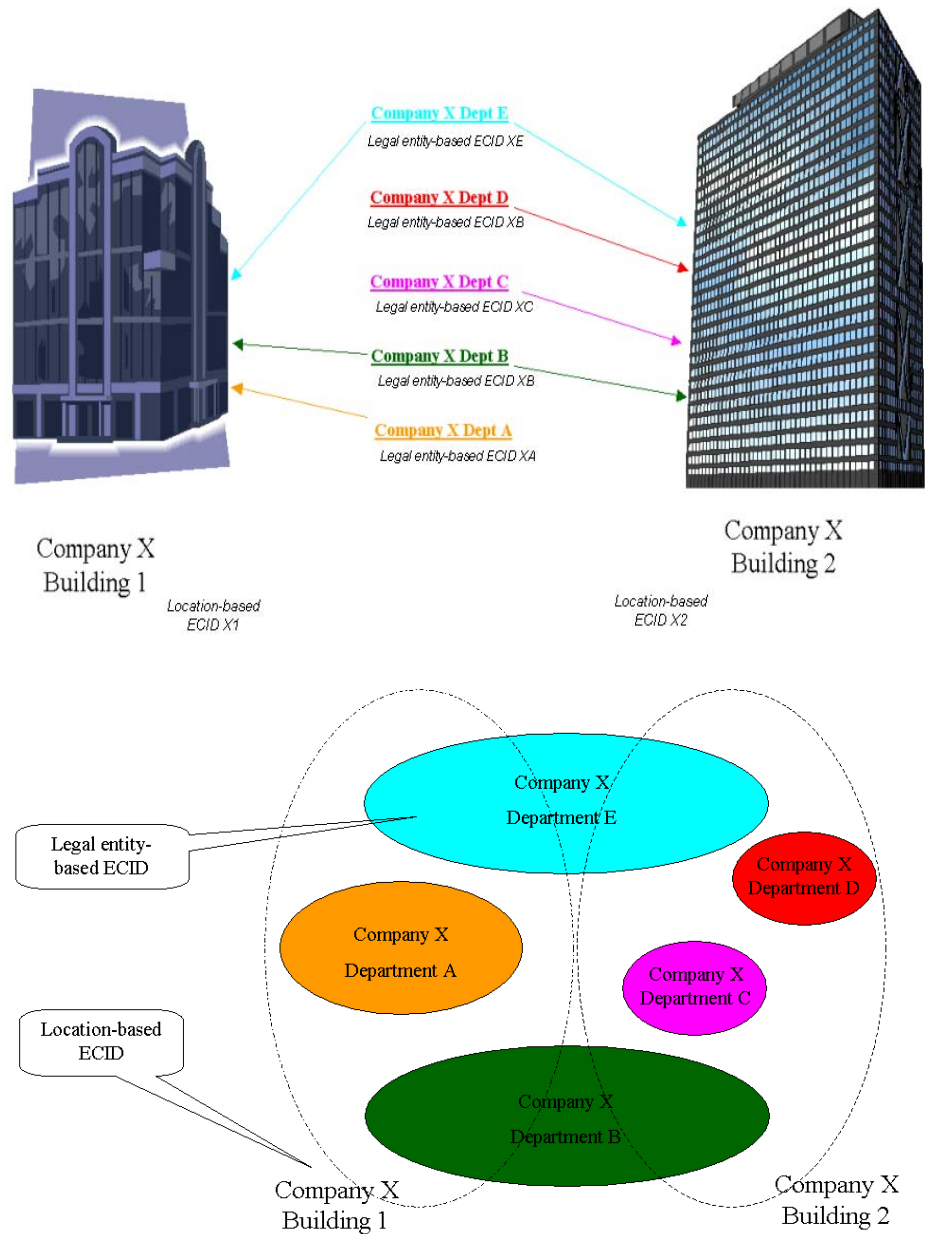 Company X Dept E
Legal entity-based ECID XE
Company X Dept D
Legal entity-based ECID XB
Company X Dept C
Legal entity-based ECID XC
Company X Dept B
Legal entity-based ECID XB
Company X Dept A
Legal entity-based ECID XA
Company X
Building 1
Location-based
ECID X1
Company X
Building 2
Location-based
ECID X2
Company X
Department E
Legal entity-
based ECID
Company X
Department D
Company X
Department A
Company X
Department C
Location-based
ECID
Company X
Department B
Company X
Building 1
Company X
Building 2